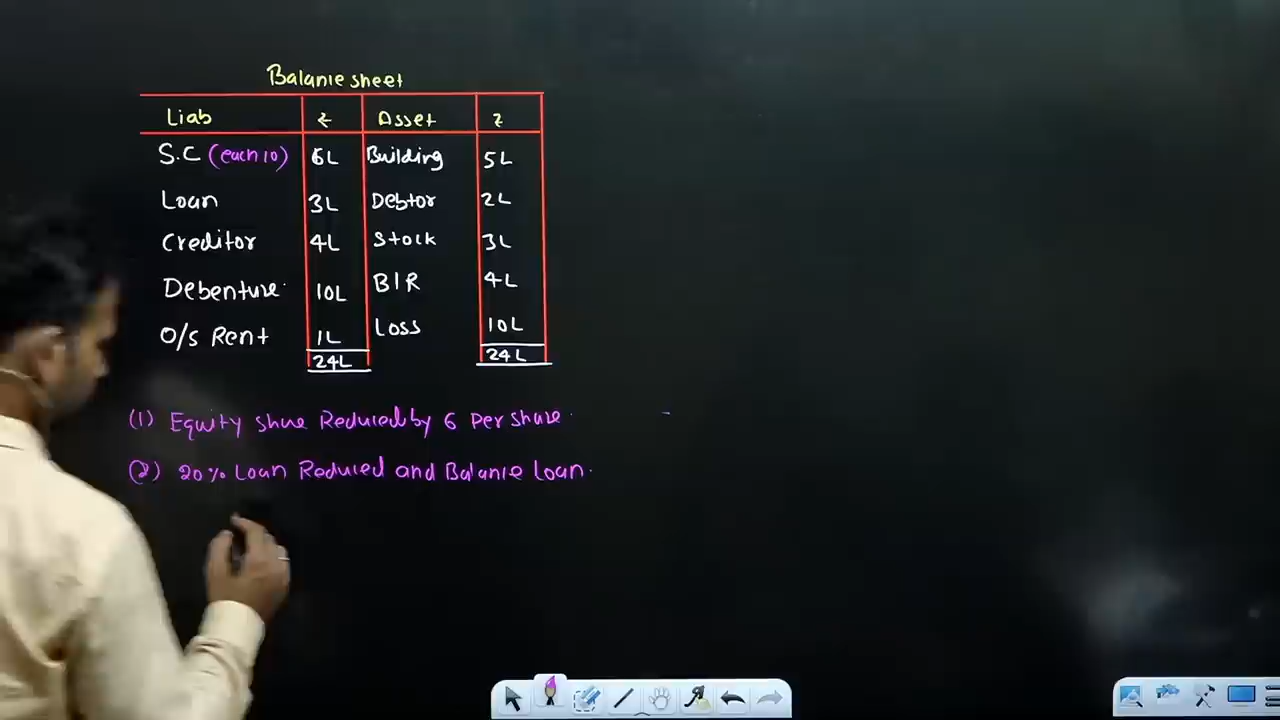 Balanie sheet
Liab ₹ Asset ₹
S.C (each 10) 6L Building 5L
Loan 3L Debtor 2L
Creditor 4L Stock 3L
Debenture 10L B/R 4L
O/s Rent 1L Loss 10L
24L 24L
(1) Equity Share Reduced by 6 Per share.
(2) 20% Loan Reduced and Balanie Loan.